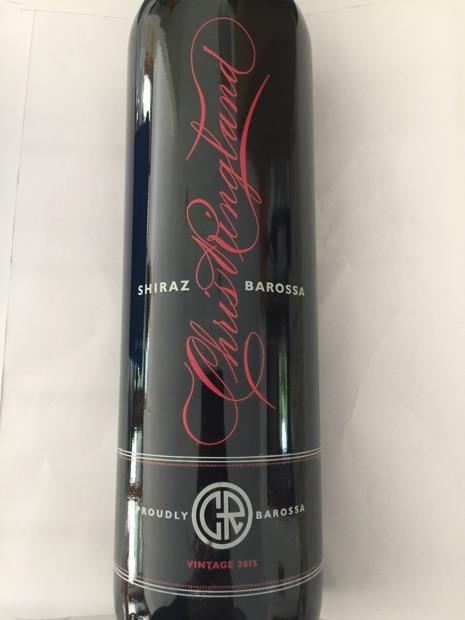 Chris Ringland
SHIRAZ BAROSSA
PROUDLY CR BAROSSA
VINTAGE 2015